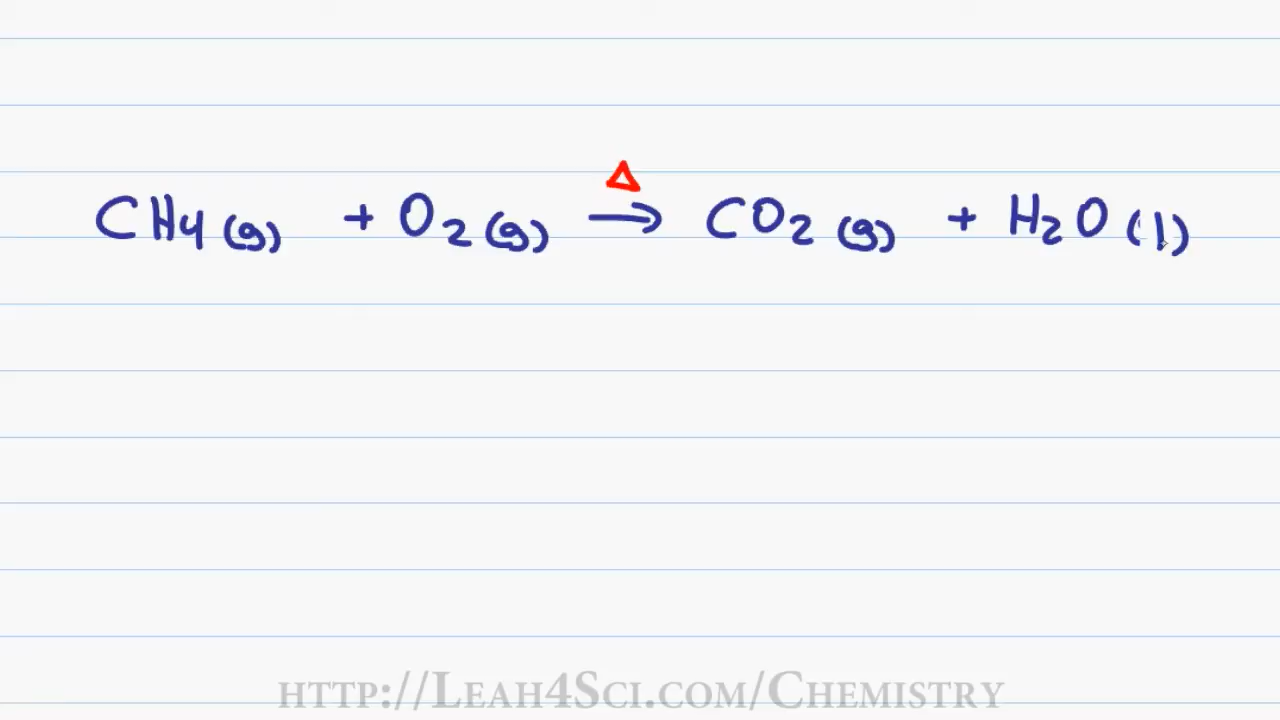 CH4 (g) + O2 (g) Δ→ CO2 (g) + H2O (l)
HTTP://LEAH4SCI.COM/CHEMISTRY